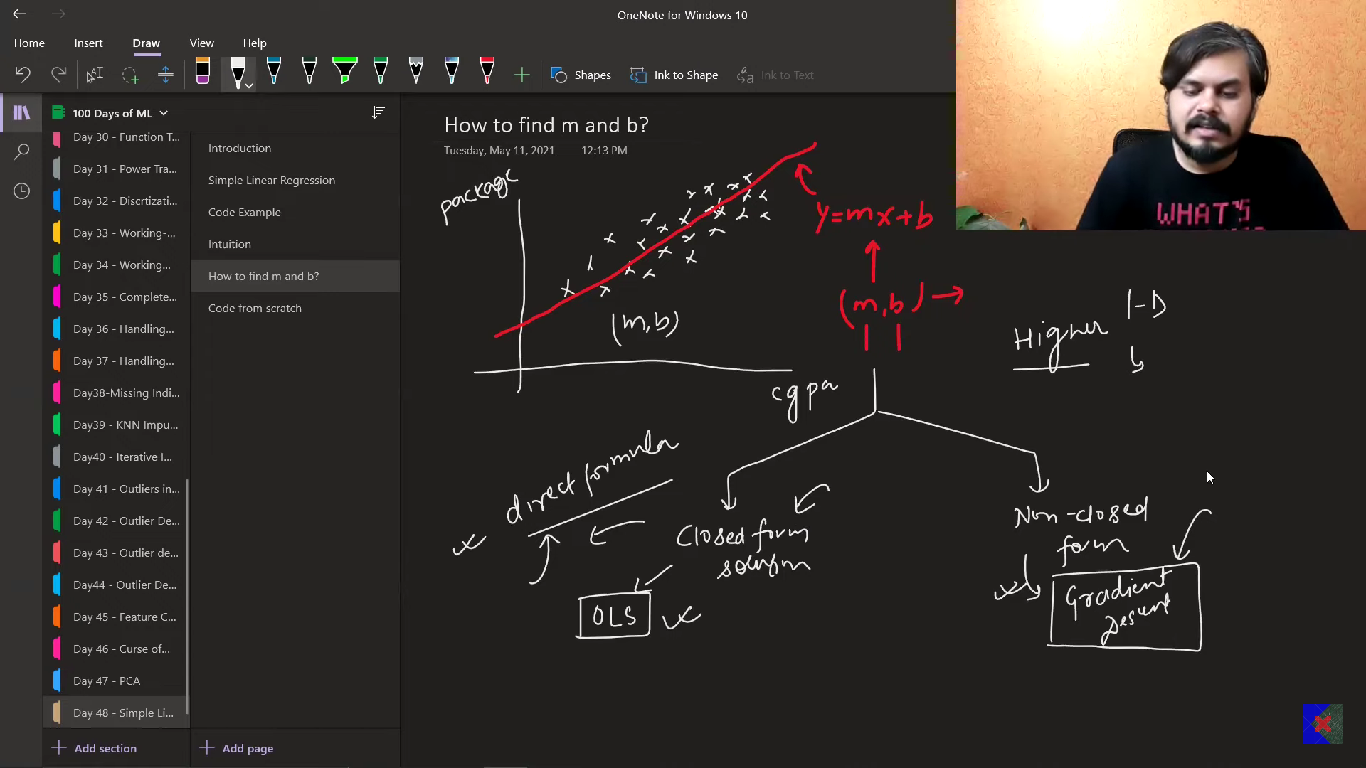 OneNote for Windows 10
Home Insert Draw View Help
Shapes Ink to Shape Ink to Text
100 Days of ML
Day 30 - Function T...
Day 31 - Power Tra...
Day 32 - Disctizati...
Day 33 - Working-...
Day 34 - Working...
Day 35 - Complete...
Day 36 - Handling...
Day 37 - Handling...
Day38-Missing Indi...
Day39 - KNN Impu...
Day40 - Iterative I...
Day 41 - Outliers in...
Day 42 - Outlier De...
Day 43 - Outlier de...
Day44 - Outlier De...
Day 45 - Feature C...
Day 46 - Curse of...
Day 47 - PCA
Day 48 - Simple Li...
Add section
Introduction
Simple Linear Regression
Code Example
Intuition
How to find m and b?
Code from scratch
Add page
How to find m and b?
Tuesday, May 11, 2021 12:13 PM
package
y=mx+b
(m,b)
(m,b)
cgpa
Higher 1-D
direct formula
Closed form
solution
OLS
Non-closed
form
Gradient
Desent
WHAT'S